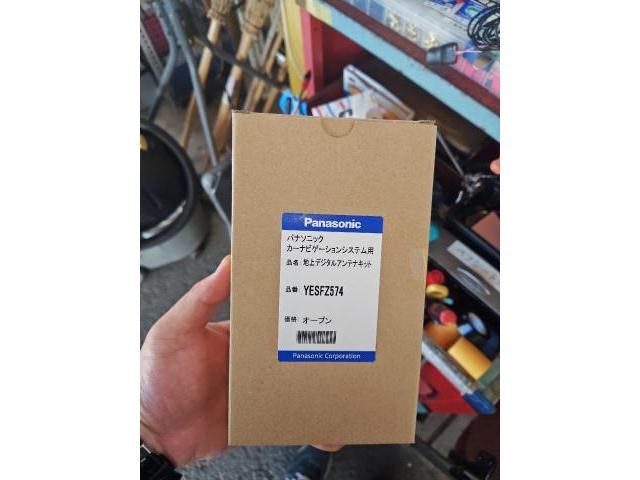 Panasonic
パナソニック
カーナビゲーションシステム用
品名: 地上デジタルアンテナキット
品番: YESFZ574
価格: オープン
Panasonic Corporation